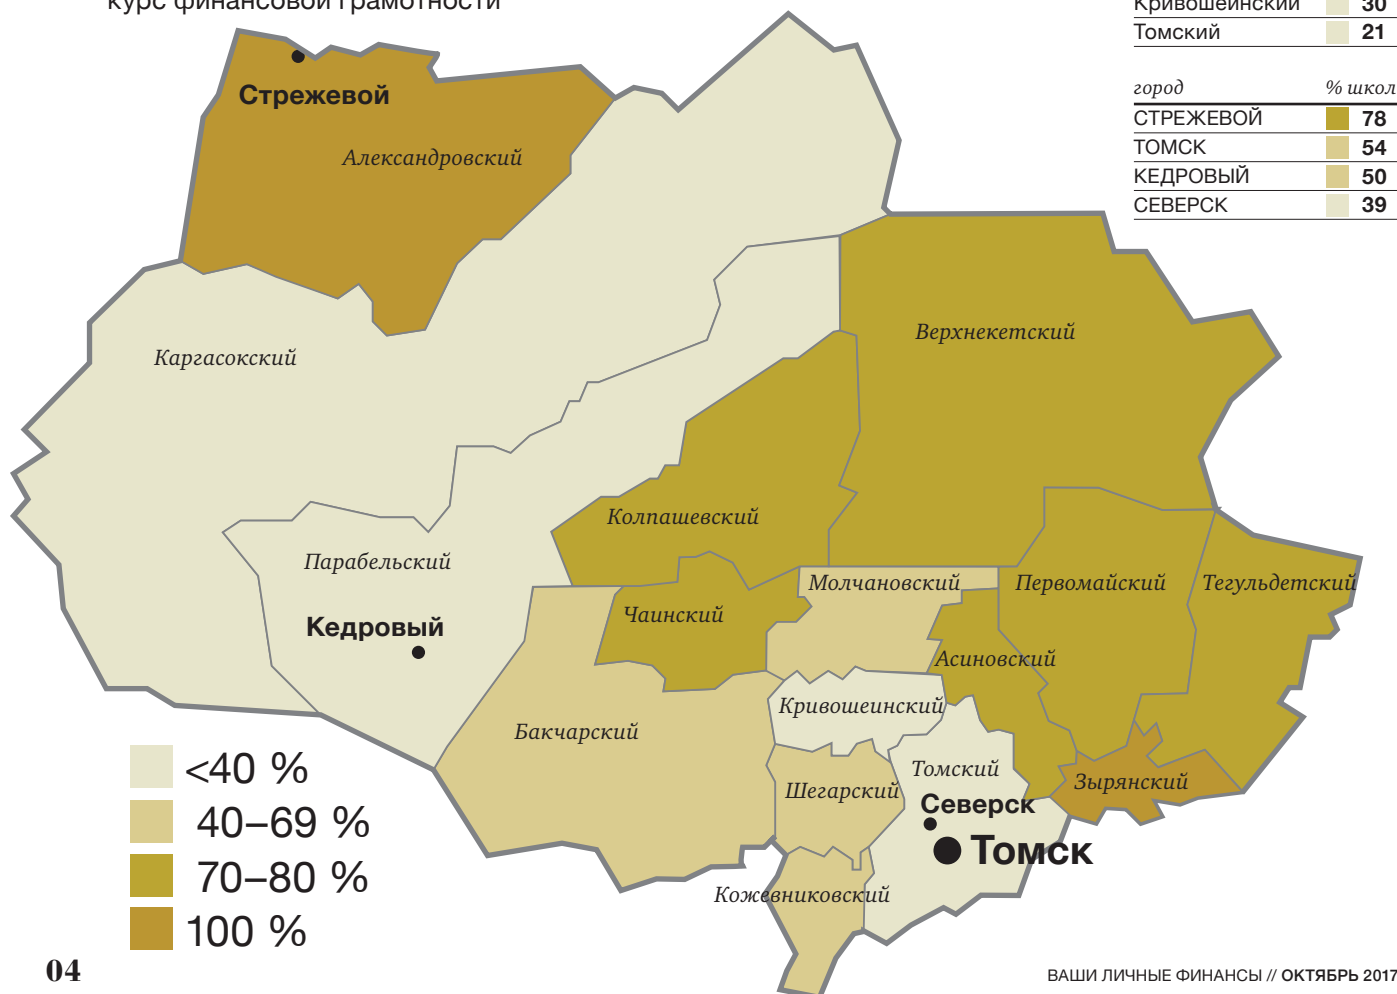 курс финансовой грамотности
Кривошеинский 30
Томский 21
город % школ
СТРЕЖЕВОЙ 78
ТОМСК 54
КЕДРОВЫЙ 50
СЕВЕРСК 39
Стрежевой
Александровский
Каргасокский
Верхнекетский
Колпашевский
Парабельский
Молчановский
Первомайский
Тегульдетский
Чаинский
Кедровый
Асиновский
Кривошеинский
Бакчарский
Томский
Зырянский
Шегарский
Северск
Томск
Кожевниковский
<40 %
40–69 %
70–80 %
100 %
04
ВАШИ ЛИЧНЫЕ ФИНАНСЫ // ОКТЯБРЬ 2017